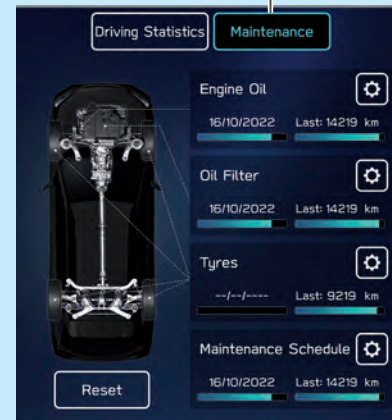 Driving Statistics
Maintenance
Engine Oil
16/10/2022 Last: 14219 km
Oil Filter
16/10/2022 Last: 14219 km
Tyres
--/--/---- Last: 9219 km
Maintenance Schedule
16/10/2022 Last: 14219 km
Reset